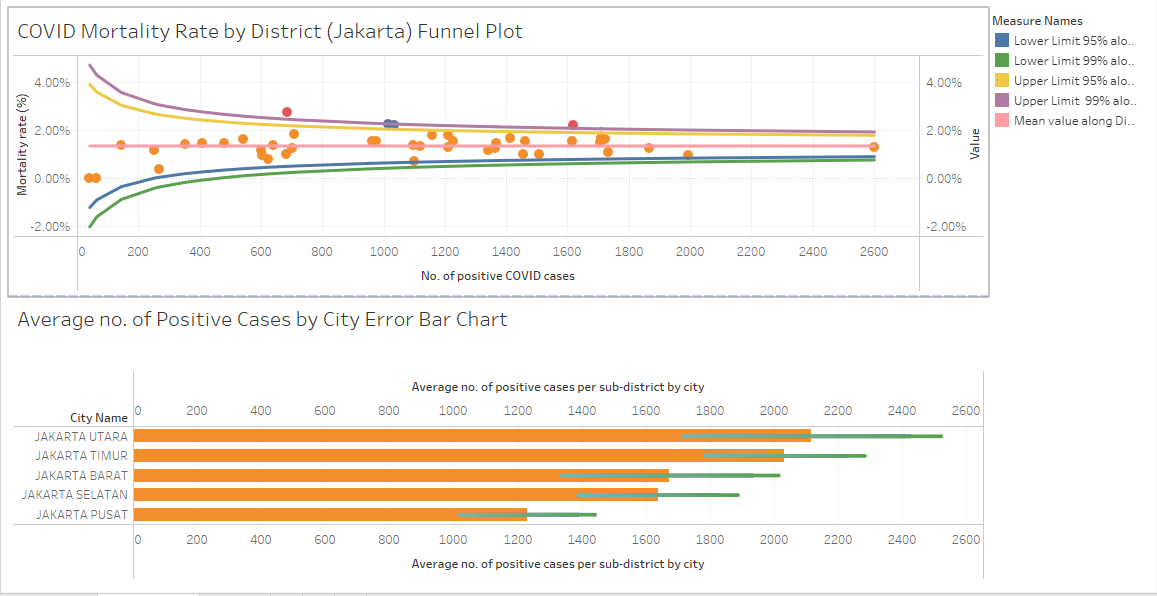 COVID Mortality Rate by District (Jakarta) Funnel Plot
Mortality rate (%)
4.00%
2.00%
0.00%
-2.00%
4.00%
2.00%
0.00%
-2.00%
Value
0 200 400 600 800 1000 1200 1400 1600 1800 2000 2200 2400 2600
No. of positive COVID cases
Measure Names
Lower Limit 95% alo..
Lower Limit 99% alo..
Upper Limit 95% alo..
Upper Limit 99% alo..
Mean value along Di..
Average no. of Positive Cases by City Error Bar Chart
Average no. of positive cases per sub-district by city
City Name
0 200 400 600 800 1000 1200 1400 1600 1800 2000 2200 2400 2600
JAKARTA UTARA
JAKARTA TIMUR
JAKARTA BARAT
JAKARTA SELATAN
JAKARTA PUSAT
0 200 400 600 800 1000 1200 1400 1600 1800 2000 2200 2400 2600
Average no. of positive cases per sub-district by city